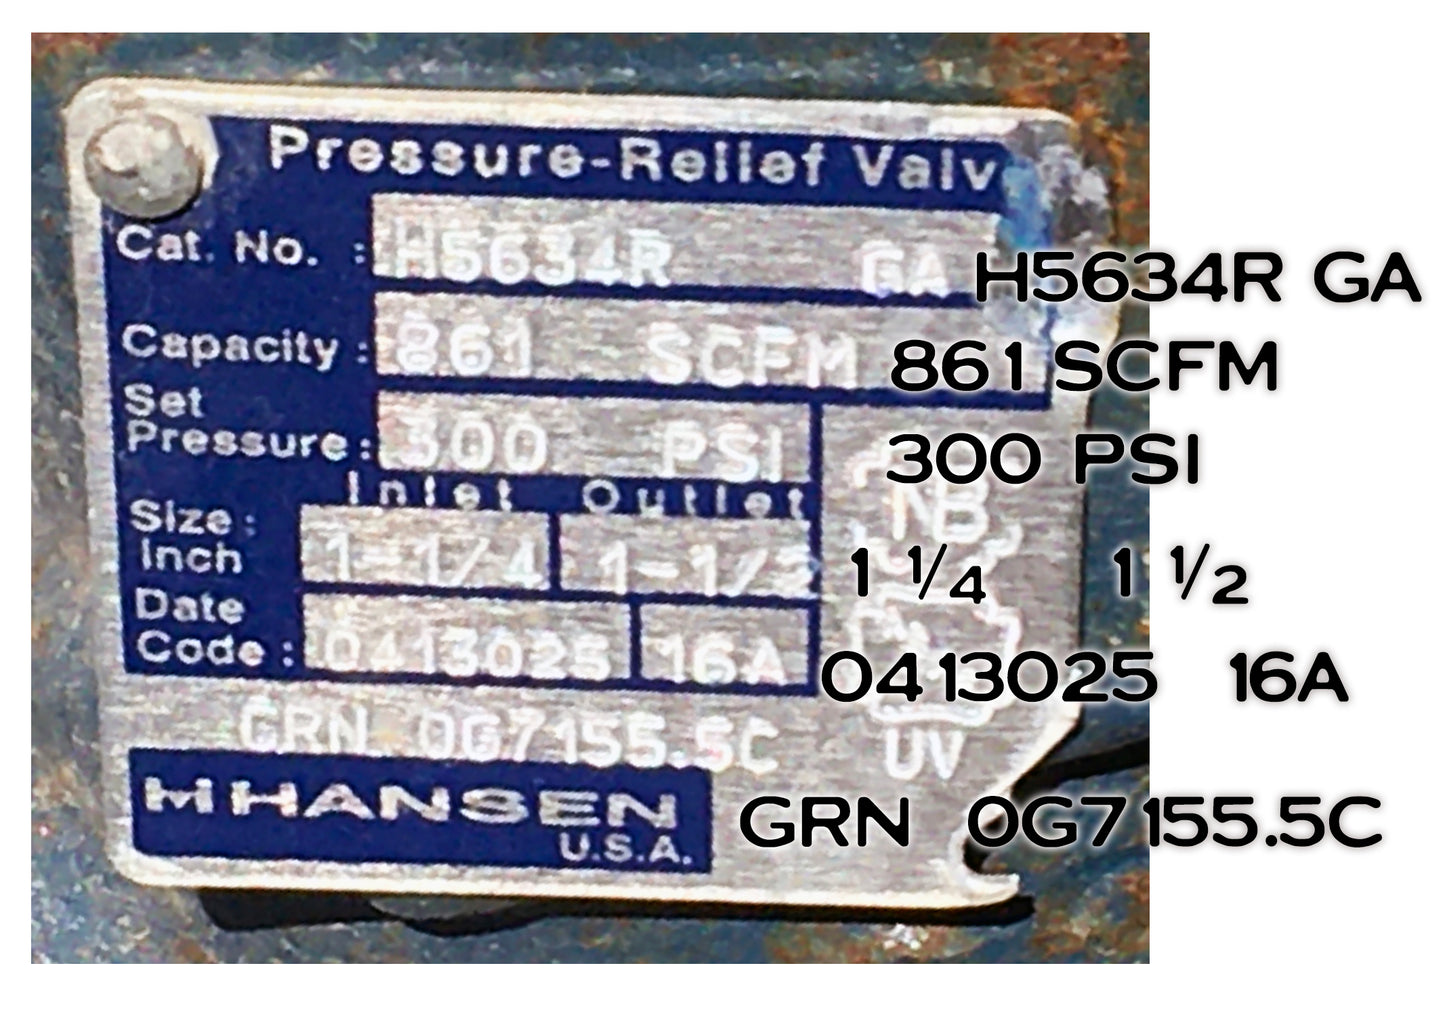 Pressure-Relief Valv
Cat. No. : H5634R GA
H5634R GA
Capacity : 861 SCFM
861 SCFM
Set
Pressure : 300 PSI
300 PSI
Inlet Outlet
NB
Size :
Inch 1-1/4 1-1/2
1 1/4 1 1/2
Date
Code : 0413025 16A
0413025 16A
UV
GRN 0G7155.5C
HANSEN
U.S.A.
GRN 0G7155.5C